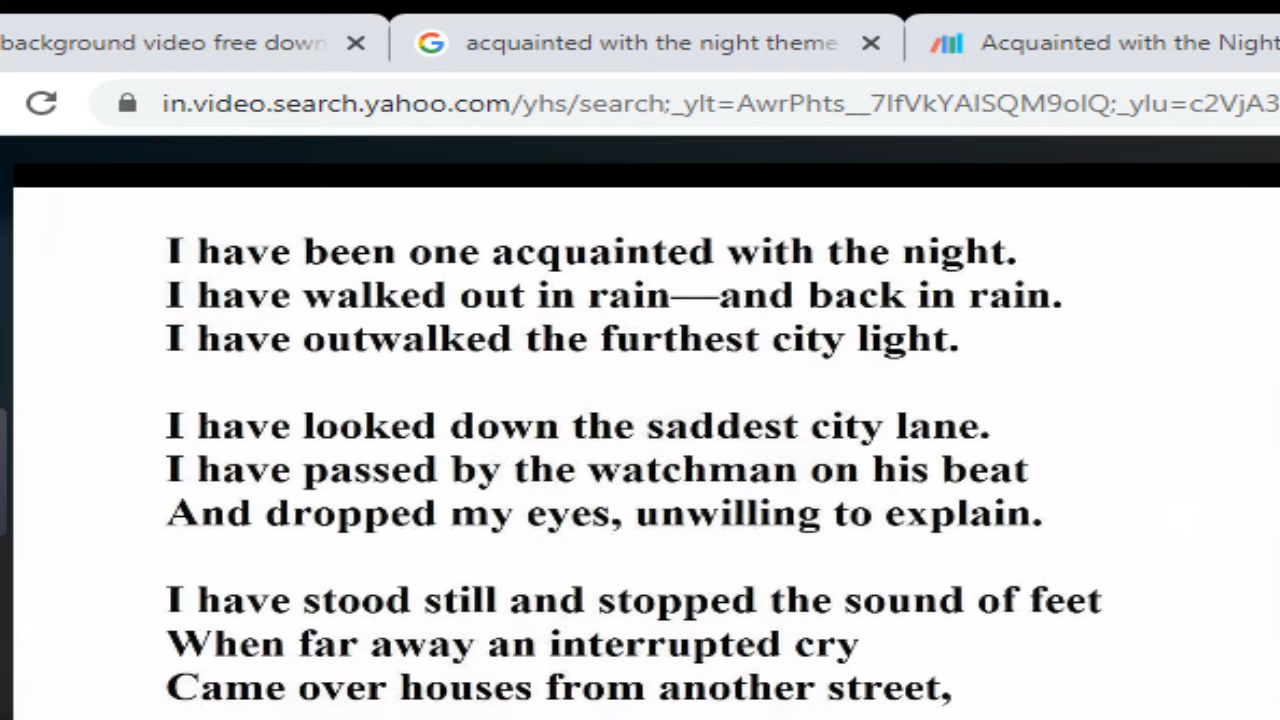 background video free down
acquainted with the night theme
Acquainted with the Night
in.video.search.yahoo.com/yhs/search;_ylt=AwrPhts__7IfVkYAISQM9olQ;_ylu=c2VjA3
I have been one acquainted with the night.
I have walked out in rain—and back in rain.
I have outwalked the furthest city light.
I have looked down the saddest city lane.
I have passed by the watchman on his beat
And dropped my eyes, unwilling to explain.
I have stood still and stopped the sound of feet
When far away an interrupted cry
Came over houses from another street,